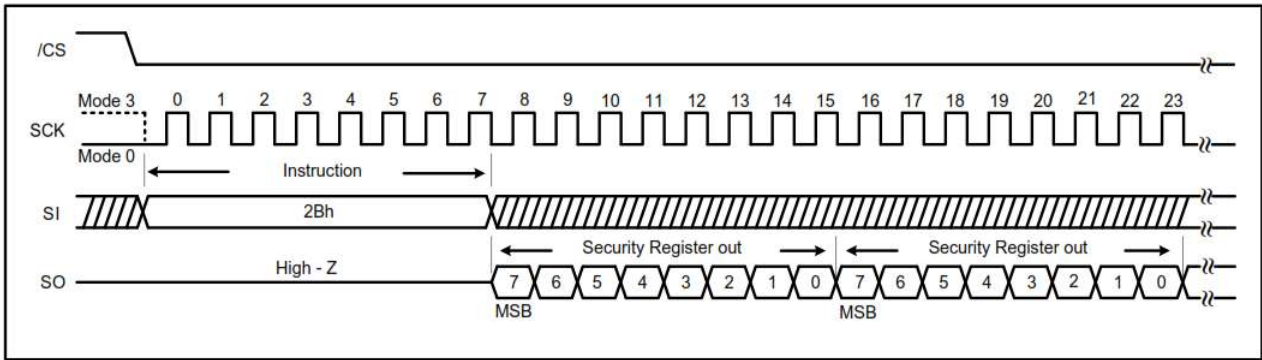 /CS
Mode 3 0 1 2 3 4 5 6 7 8 9 10 11 12 13 14 15 16 17 18 19 20 21 22 23
SCK
Mode 0
Instruction
SI 2Bh
Security Register out Security Register out
SO High - Z 7 6 5 4 3 2 1 0 7 6 5 4 3 2 1 0
MSB MSB